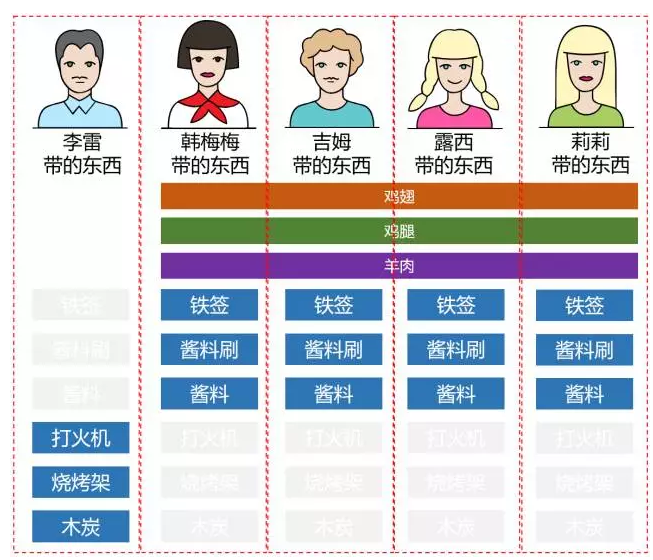 李雷 韩梅梅 吉姆 露西 莉莉
带的东西 带的东西 带的东西 带的东西 带的东西
鸡翅
鸡腿
羊肉
铁签 铁签 铁签 铁签 铁签
酱料刷 酱料刷 酱料刷 酱料刷 酱料刷
酱料 酱料 酱料 酱料 酱料
打火机 打火机 打火机 打火机 打火机
烧烤架 烧烤架 烧烤架 烧烤架 烧烤架
木炭 木炭 木炭 木炭 木炭